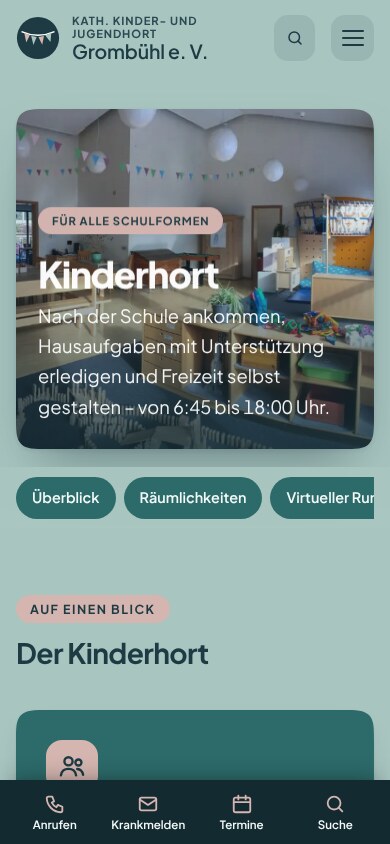 KATH. KINDER- UND
JUGENDHORT
Grombühl e. V.
FÜR ALLE SCHULFORMEN
Kinderhort
Nach der Schule ankommen,
Hausaufgaben mit Unterstützung
erledigen und Freizeit selbst
gestalten – von 6:45 bis 18:00 Uhr.
Überblick Räumlichkeiten Virtueller
AUF EINEN BLICK
Der Kinderhort
Anrufen Krankmelden Termine Suche